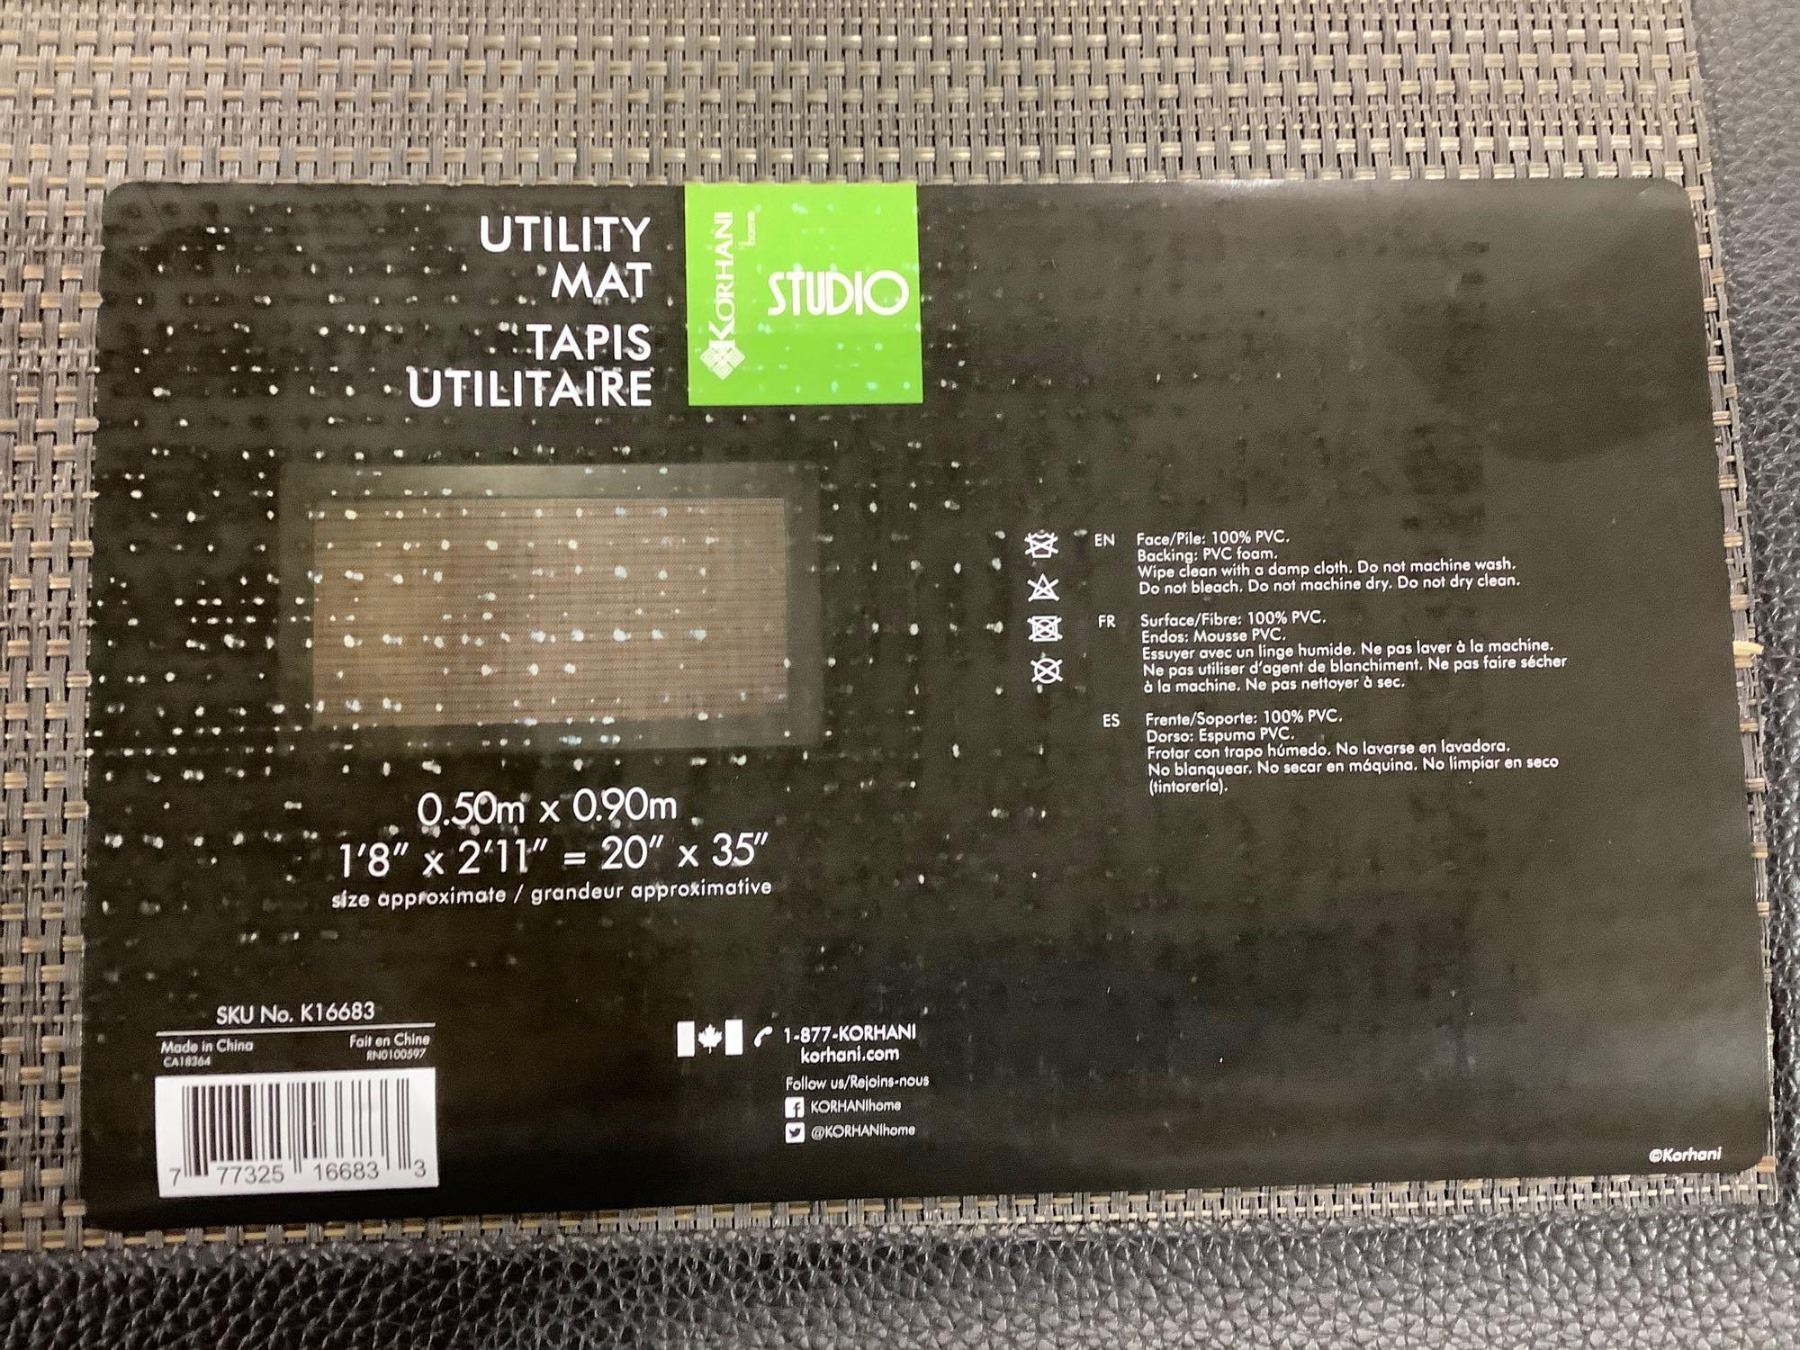 UTILITY
MAT
TAPIS
UTILITAIRE
KORHANI
home
STUDIO
0.50m x 0.90m
1'8" x 2'11" = 20" x 35"
size approximate / grandeur approximative
EN Face/Pile: 100% PVC.
Backing: PVC foam.
Wipe clean with a damp cloth. Do not machine wash.
Do not bleach. Do not machine dry. Do not dry clean.
FR Surface/Fibre: 100% PVC.
Endos: Mousse PVC.
Essuyer avec un linge humide. Ne pas laver à la machine.
Ne pas utiliser d'agent de blanchiment. Ne pas faire sécher
à la machine. Ne pas nettoyer à sec.
ES Frente/Soporte: 100% PVC.
Dorso: Espuma PVC.
Frotar con trapo húmedo. No lavarse en lavadora.
No blanquear. No secar en máquina. No limpiar en seco
(tintorería).
SKU No. K16683
Made in China Fait en Chine
CA18364 RN0100597
7 77325 16683 3
1-877-KORHANI
korhani.com
Follow us/Rejoins-nous
KORHANIhome
@KORHANIhome
©Korhani